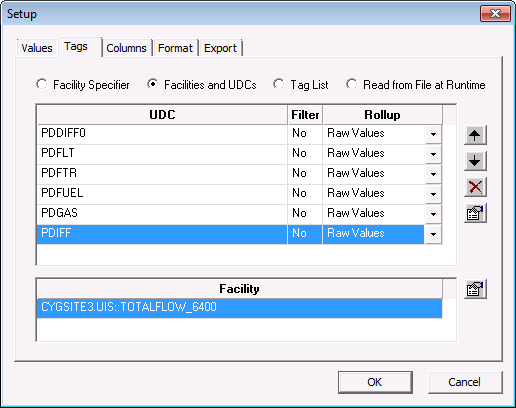 Setup
Values Tags Columns Format Export
Facility Specifier Facilities and UDCs Tag List Read from File at Runtime
UDC Filter Rollup
PDDIFF0 No Raw Values
PDFLT No Raw Values
PDFTR No Raw Values
PDFUEL No Raw Values
PDGAS No Raw Values
PDIFF No Raw Values
Facility
CYGSITE3.UIS::TOTALFLOW_6400
OK Cancel